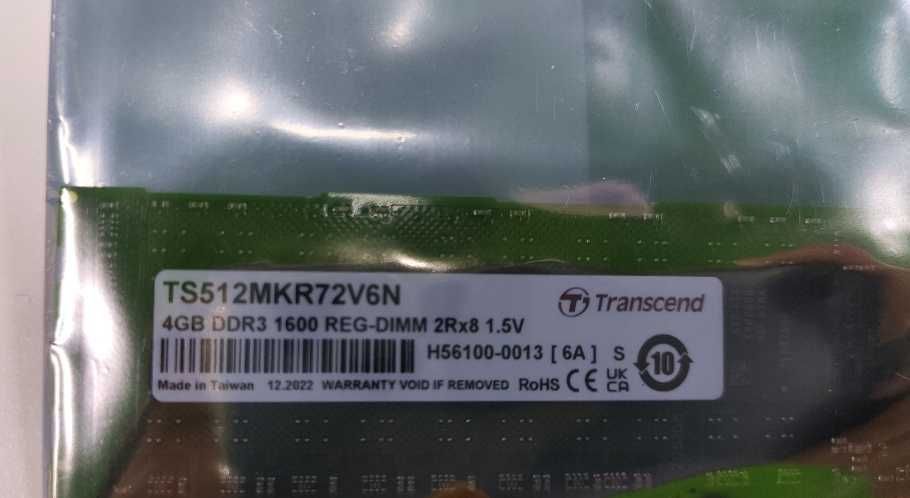 TS512MKR72V6N
Transcend
4GB DDR3 1600 REG-DIMM 2Rx8 1.5V
H56100-0013 [ 6A ] S
10
Made in Taiwan 12.2022 WARRANTY VOID IF REMOVED RoHS CE UK CA